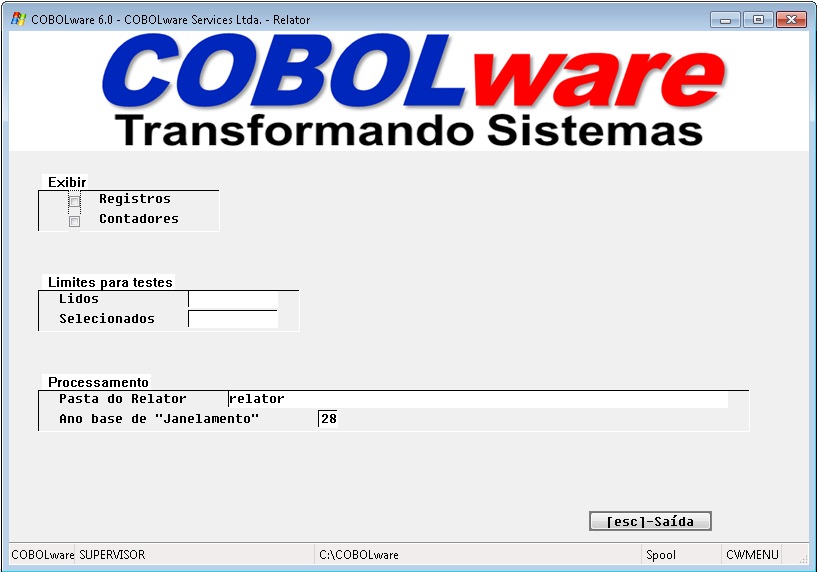 COBOLware 6.0 - COBOLware Services Ltda. - Relator
COBOLware
Transformando Sistemas
Exibir
Registros
Contadores
Limites para testes
Lidos
Selecionados
Processamento
Pasta do Relator relator
Ano base de "Janelamento" 28
[esc]-Saída
COBOLware SUPERVISOR C:\COBOLware Spool CWMENU